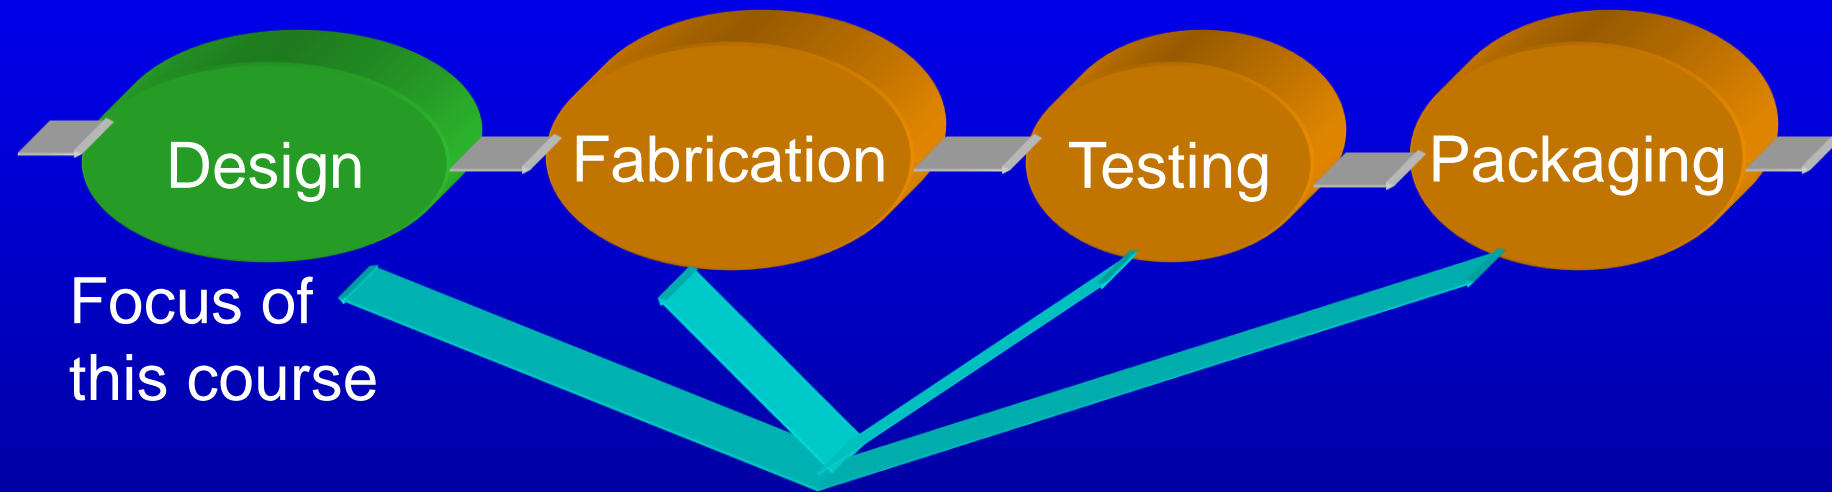 Design
Fabrication
Testing
Packaging
Focus of
this course